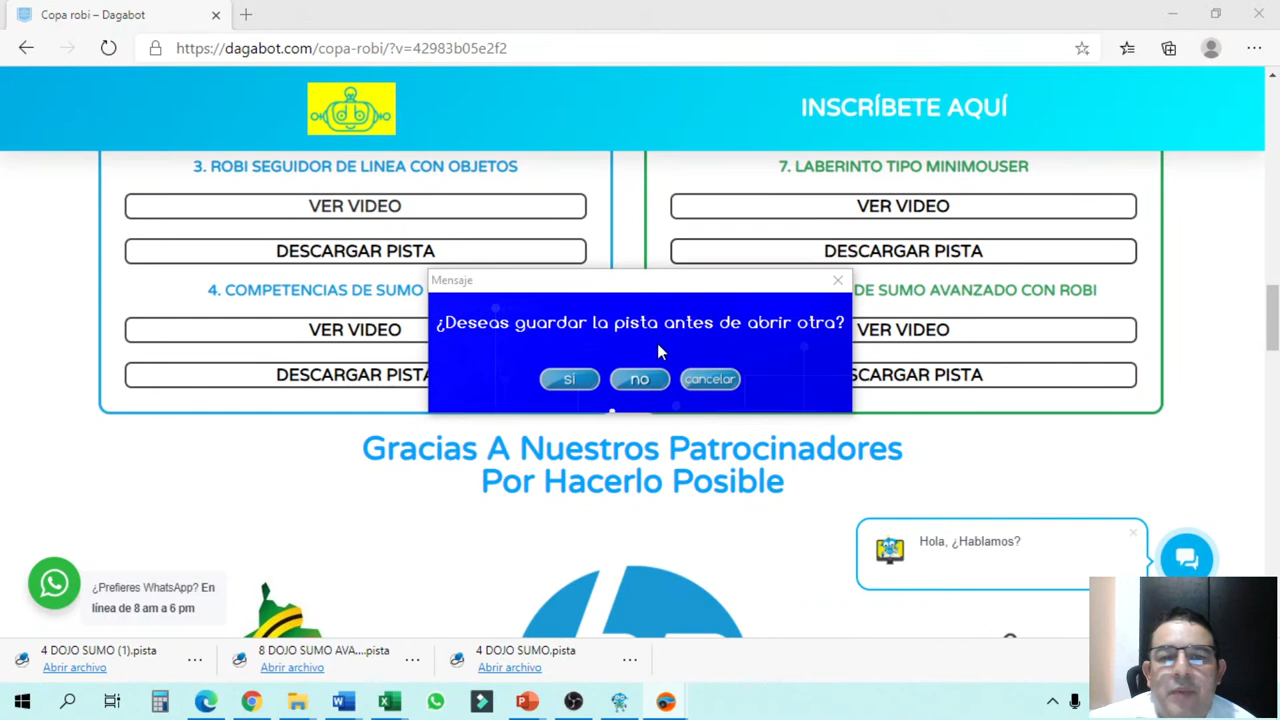 Copa robi – Dagabot
https://dagabot.com/copa-robi/?v=42983b05e2f2
INSCRÍBETE AQUÍ
3. ROBI SEGUIDOR DE LINEA CON OBJETOS
VER VIDEO
DESCARGAR PISTA
4. COMPETENCIAS DE SUMO
VER VIDEO
DESCARGAR PISTA
7. LABERINTO TIPO MINIMOUSER
VER VIDEO
DESCARGAR PISTA
DE SUMO AVANZADO CON ROBI
VER VIDEO
SCARGAR PISTA
Mensaje
¿Deseas guardar la pista antes de abrir otra?
sí
no
cancelar
Gracias A Nuestros Patrocinadores
Por Hacerlo Posible
Hola, ¿Hablamos?
¿Prefieres WhatsApp? En
línea de 8 am a 6 pm
4 DOJO SUMO (1).pista
Abrir archivo
8 DOJO SUMO AVA....pista
Abrir archivo
4 DOJO SUMO.pista
Abrir archivo